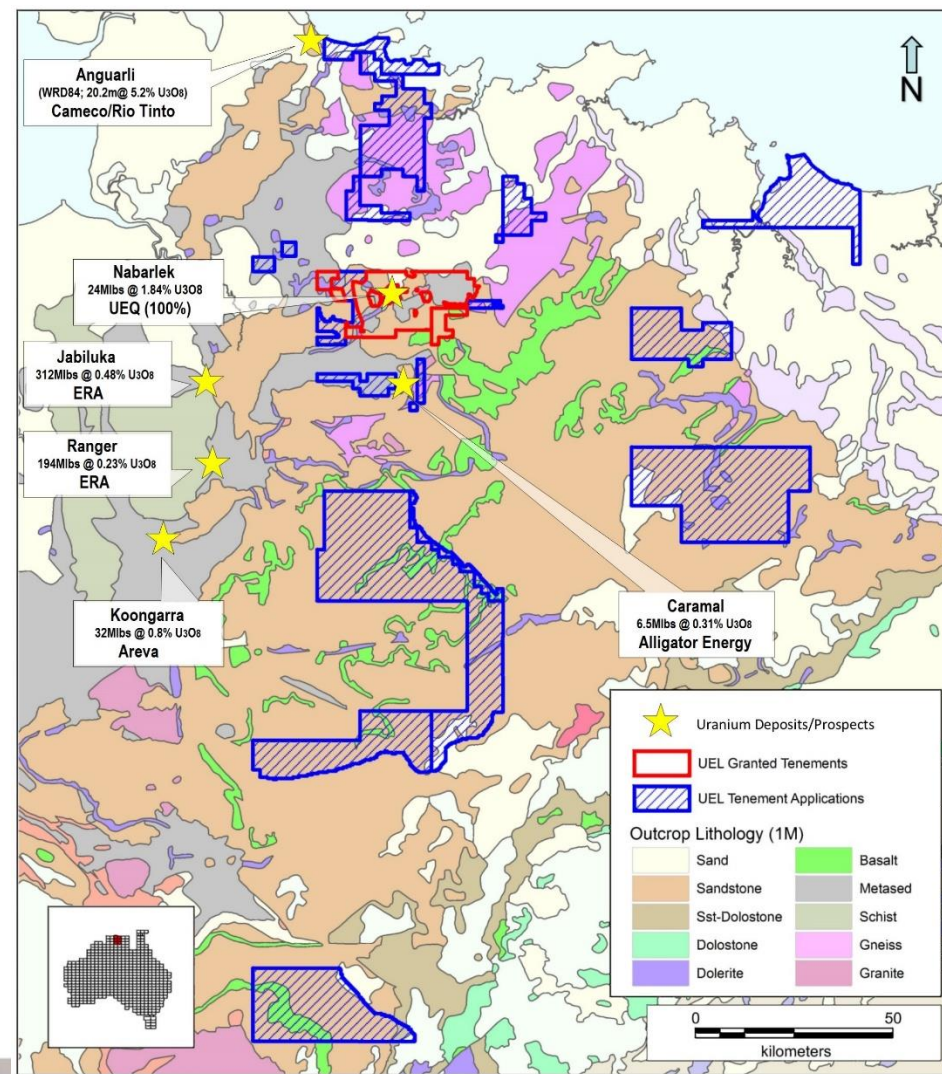 N
Anguarli
(WRD84; 20.2m@ 5.2% U3O8)
Cameco/Rio Tinto
Nabarlek
24Mlbs @ 1.84% U3O8
UEQ (100%)
Jabiluka
312Mlbs @ 0.48% U3O8
ERA
Ranger
194Mlbs @ 0.23% U3O8
ERA
Koongarra
32Mlbs @ 0.8% U3O8
Areva
Caramal
6.5Mlbs @ 0.31% U3O8
Alligator Energy
Uranium Deposits/Prospects
UEL Granted Tenements
UEL Tenement Applications
Outcrop Lithology (1M)
Sand
Sandstone
Sst-Dolostone
Dolostone
Dolerite
Basalt
Metased
Schist
Gneiss
Granite
0 50
kilometers